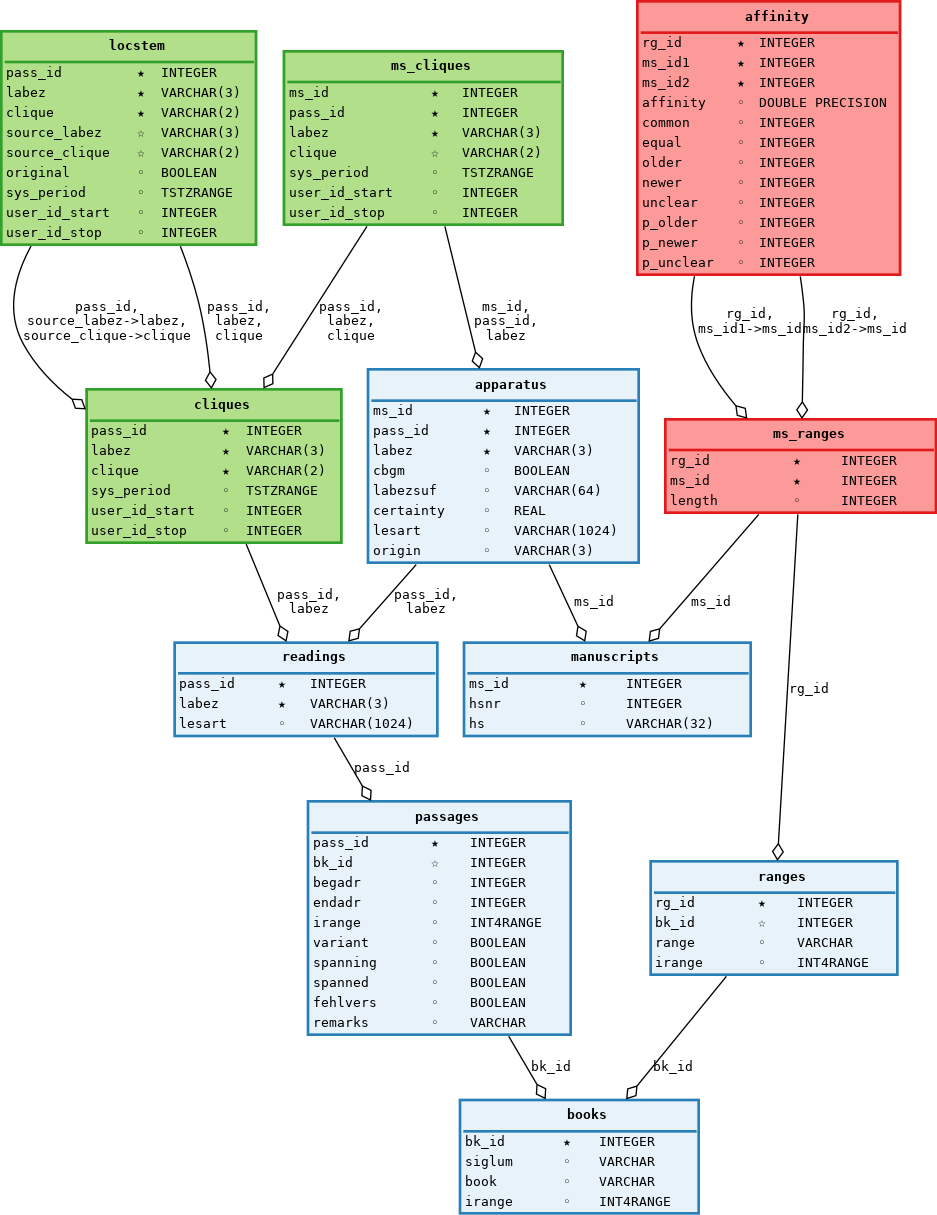 locstem
pass_id ★ INTEGER
labez ★ VARCHAR(3)
clique ★ VARCHAR(2)
source_labez ☆ VARCHAR(3)
source_clique ☆ VARCHAR(2)
original ◦ BOOLEAN
sys_period ◦ TSTZRANGE
user_id_start ◦ INTEGER
user_id_stop ◦ INTEGER
ms_cliques
ms_id ★ INTEGER
pass_id ★ INTEGER
labez ★ VARCHAR(3)
clique ☆ VARCHAR(2)
sys_period ◦ TSTZRANGE
user_id_start ◦ INTEGER
user_id_stop ◦ INTEGER
affinity
rg_id ★ INTEGER
ms_id1 ★ INTEGER
ms_id2 ★ INTEGER
affinity ◦ DOUBLE PRECISION
common ◦ INTEGER
equal ◦ INTEGER
older ◦ INTEGER
newer ◦ INTEGER
unclear ◦ INTEGER
p_older ◦ INTEGER
p_newer ◦ INTEGER
p_unclear ◦ INTEGER
pass_id,
source_labez->labez,
source_clique->clique
pass_id,
labez,
clique
pass_id,
labez,
clique
ms_id,
pass_id,
labez
rg_id,
ms_id1->ms_id
rg_id,
ms_id2->ms_id
cliques
pass_id ★ INTEGER
labez ★ VARCHAR(3)
clique ★ VARCHAR(2)
sys_period ◦ TSTZRANGE
user_id_start ◦ INTEGER
user_id_stop ◦ INTEGER
apparatus
ms_id ★ INTEGER
pass_id ★ INTEGER
labez ★ VARCHAR(3)
cbgm ◦ BOOLEAN
labezsuf ◦ VARCHAR(64)
certainty ◦ REAL
lesart ◦ VARCHAR(1024)
origin ◦ VARCHAR(3)
ms_ranges
rg_id ★ INTEGER
ms_id ★ INTEGER
length ◦ INTEGER
pass_id,
labez
pass_id,
labez
ms_id
ms_id
readings
pass_id ★ INTEGER
labez ★ VARCHAR(3)
lesart ◦ VARCHAR(1024)
manuscripts
ms_id ★ INTEGER
hsnr ◦ INTEGER
hs ◦ VARCHAR(32)
rg_id
pass_id
passages
pass_id ★ INTEGER
bk_id ☆ INTEGER
begadr ◦ INTEGER
endadr ◦ INTEGER
irange ◦ INT4RANGE
variant ◦ BOOLEAN
spanning ◦ BOOLEAN
spanned ◦ BOOLEAN
fehlvers ◦ BOOLEAN
remarks ◦ VARCHAR
ranges
rg_id ★ INTEGER
bk_id ☆ INTEGER
range ◦ VARCHAR
irange ◦ INT4RANGE
bk_id
bk_id
books
bk_id ★ INTEGER
siglum ◦ VARCHAR
book ◦ VARCHAR
irange ◦ INT4RANGE